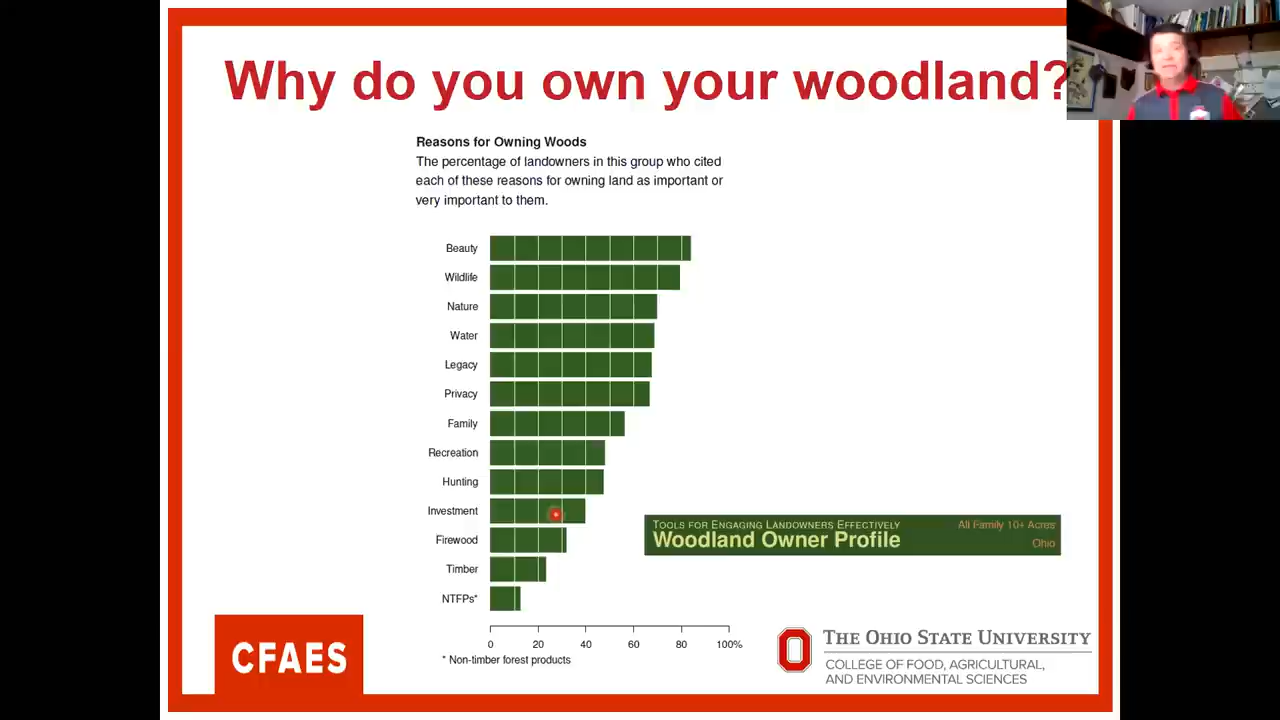 Why do you own your woodland?
Reasons for Owning Woods
The percentage of landowners in this group who cited
each of these reasons for owning land as important or
very important to them.
Beauty
Wildlife
Nature
Water
Legacy
Privacy
Family
Recreation
Hunting
Investment
Firewood
Timber
NTFPs*
0 20 40 60 80 100%
* Non-timber forest products
TOOLS FOR ENGAGING LANDOWNERS EFFECTIVELY
Woodland Owner Profile
All Family 10+ Acres
Ohio
CFAES
THE OHIO STATE UNIVERSITY
COLLEGE OF FOOD, AGRICULTURAL,
AND ENVIRONMENTAL SCIENCES